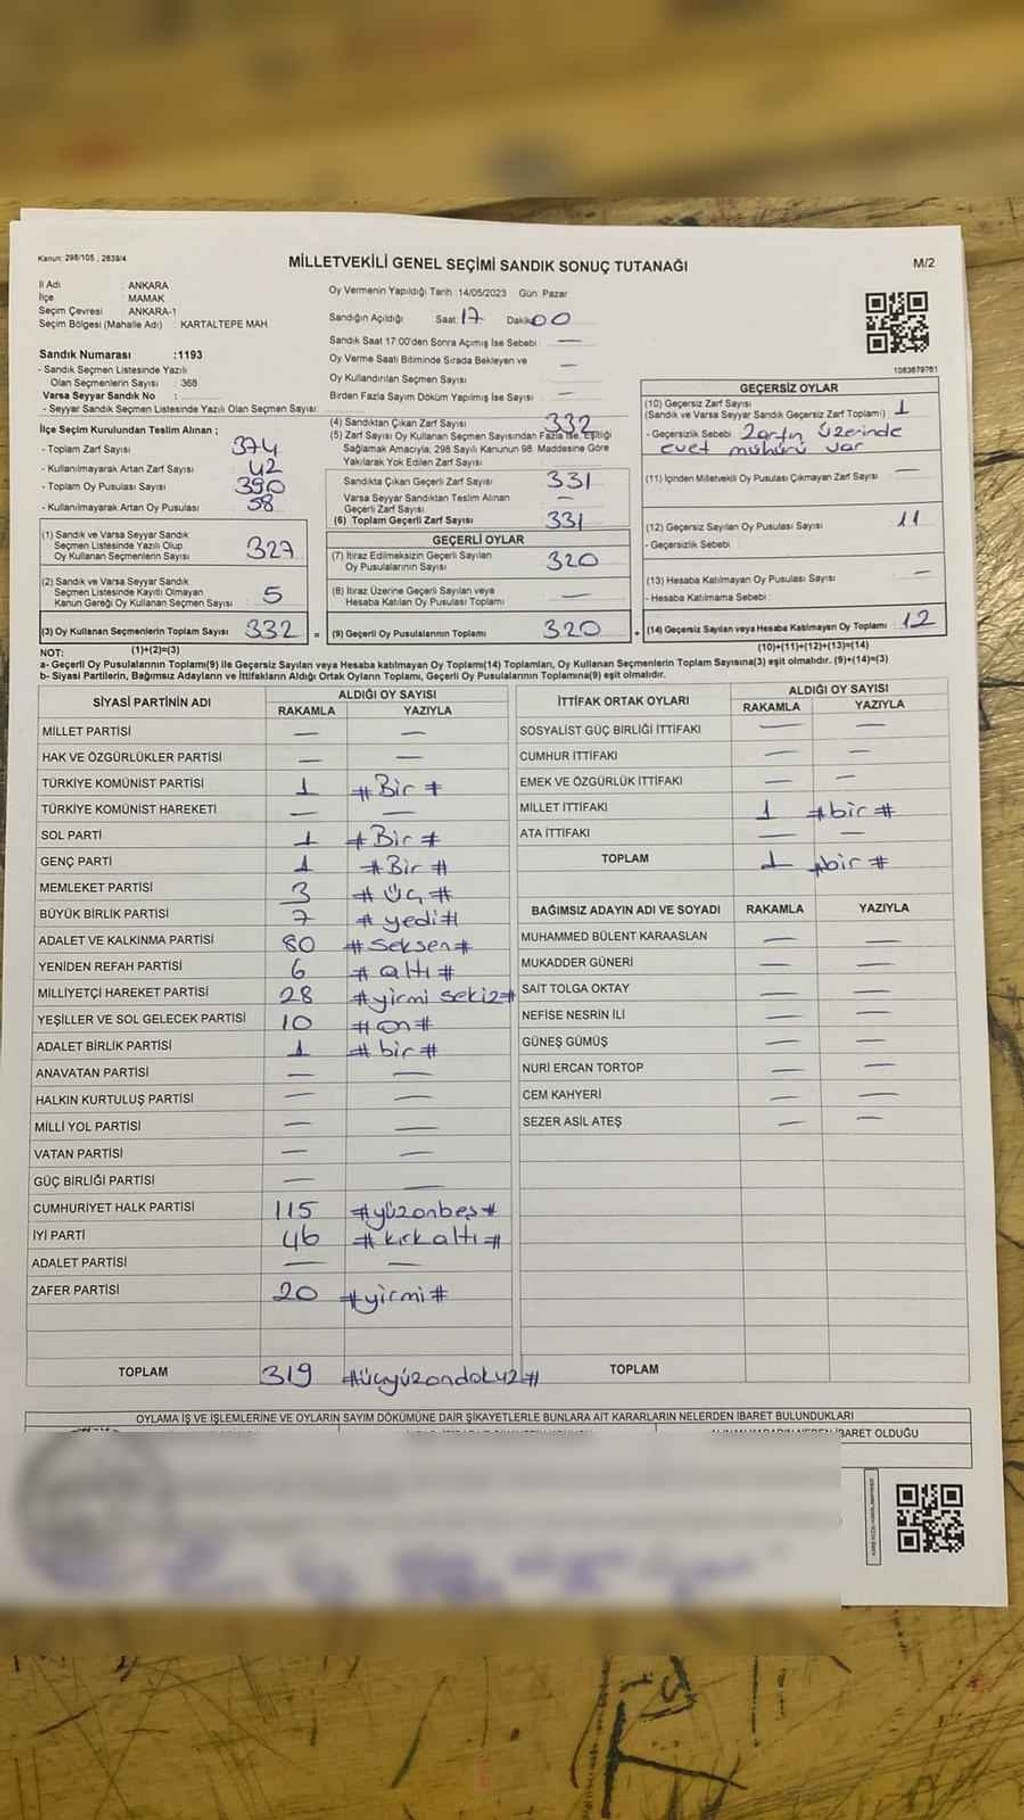 Kanun: 298/105 , 2839/4
MİLLETVEKİLİ GENEL SEÇİMİ SANDIK SONUÇ TUTANAĞI
M/2
İl Adı : ANKARA
İlçe : MAMAK
Seçim Çevresi : ANKARA-1
Seçim Bölgesi (Mahalle Adı) : KARTALTEPE MAH.
Oy Vermenin Yapıldığı Tarih :14/05/2023 Gün :Pazar
Sandığın Açıldığı Saat: 17 Dakika: 00
Sandık Saat 17.00'den Sonra Açımış İse Sebebi : —
Oy Verme Saati Bitiminde Sırada Bekleyen ve
Oy Kullandırılan Seçmen Sayısı : —
Birden Fazla Sayım Döküm Yapılmış İse Sayısı : —
Sandık Numarası :1193
- Sandık Seçmen Listesinde Yazılı
Olan Seçmenlerin Sayısı : 368
Varsa Seyyar Sandık No :
- Seyyar Sandık Seçmen Listesinde Yazılı Olan Seçmen Sayısı:
İlçe Seçim Kurulundan Teslim Alınan ;
- Toplam Zarf Sayısı : 374
- Kullanılmayarak Artan Zarf Sayısı : 42
- Toplam Oy Pusulası Sayısı : 390
- Kullanılmayarak Artan Oy Pusulası : 58
(1) Sandık ve Varsa Seyyar Sandık
Seçmen Listesinde Yazılı Olup
Oy Kullanan Seçmenlerin Sayısı : 327
(2) Sandık ve Varsa Seyyar Sandık
Seçmen Listesinde Kayıtlı Olmayan
Kanun Gereği Oy Kullanan Seçmen Sayısı : 5
(3) Oy Kullanan Seçmenlerin Toplam Sayısı : 332
(1)+(2)=(3)
(4) Sandıktan Çıkan Zarf Sayısı : 332
(5) Zarf Sayısı Oy Kullanan Seçmen Sayısından Fazla İse, Eşitliği
Sağlamak Amacıyla, 298 Sayılı Kanunun 98. Maddesine Göre
Yakılarak Yok Edilen Zarf Sayısı :
Sandıkta Çıkan Geçerli Zarf Sayısı : 331
Varsa Seyyar Sandıktan Teslim Alınan
Geçerli Zarf Sayısı : —
(6) Toplam Geçerli Zarf Sayısı : 331
GEÇERLİ OYLAR
(7) İtiraz Edilmeksizin Geçerli Sayılan
Oy Pusulalarının Sayısı : 320
(8) İtiraz Üzerine Geçerli Sayılan veya
Hesaba Katılan Oy Pusulası Toplamı : —
= (9) Geçerli Oy Pusulalarının Toplamı : 320
1083679761
GEÇERSİZ OYLAR
(10) Geçersiz Zarf Sayısı
(Sandık ve Varsa Seyyar Sandık Geçersiz Zarf Toplamı) : 1
- Geçersizlik Sebebi : Zarfın üzerinde
evet mühürü var
(11) İçinden Milletvekili Oy Pusulası Çıkmayan Zarf Sayısı : —
(12) Geçersiz Sayılan Oy Pusulası Sayısı : 11
- Geçersizlik Sebebi :
(13) Hesaba Katılmayan Oy Pusulası Sayısı : —
- Hesaba Katılmama Sebebi :
+ (14) Geçersiz Sayılan veya Hesaba Katılmayan Oy Toplamı : 12
(10)+(11)+(12)+(13)=(14)
NOT:
a- Geçerli Oy Pusulalarının Toplamı(9) ile Geçersiz Sayılan veya Hesaba katılmayan Oy Toplamı(14) Toplamları, Oy Kullanan Seçmenlerin Toplam Sayısına(3) eşit olmalıdır. (9)+(14)=(3)
b- Siyasi Partilerin, Bağımsız Adayların ve İttifakların Aldığı Ortak Oyların Toplamı, Geçerli Oy Pusulalarının Toplamına(9) eşit olmalıdır.
SİYASİ PARTİNİN ADI ALDIĞI OY SAYISI
RAKAMLA YAZIYLA
MİLLET PARTİSİ — —
HAK VE ÖZGÜRLÜKLER PARTİSİ — —
TÜRKİYE KOMÜNİST PARTİSİ 1 # Bir #
TÜRKİYE KOMÜNİST HAREKETİ — —
SOL PARTİ 1 # Bir #
GENÇ PARTİ 1 # Bir #
MEMLEKET PARTİSİ 3 # üç #
BÜYÜK BİRLİK PARTİSİ 7 # yedi #
ADALET VE KALKINMA PARTİSİ 80 # seksen #
YENİDEN REFAH PARTİSİ 6 # altı #
MİLLİYETÇİ HAREKET PARTİSİ 28 # yirmi sekiz #
YEŞİLLER VE SOL GELECEK PARTİSİ 10 # on #
ADALET BİRLİK PARTİSİ 1 # bir #
ANAVATAN PARTİSİ — —
HALKIN KURTULUŞ PARTİSİ — —
MİLLİ YOL PARTİSİ — —
VATAN PARTİSİ — —
GÜÇ BİRLİĞİ PARTİSİ — —
CUMHURİYET HALK PARTİSİ 115 # yüzonbeş #
İYİ PARTİ 46 # kırkaltı #
ADALET PARTİSİ — —
ZAFER PARTİSİ 20 # yirmi #
TOPLAM 319 # üçyüzondokuz #
İTTİFAK ORTAK OYLARI ALDIĞI OY SAYISI
RAKAMLA YAZIYLA
SOSYALİST GÜÇ BİRLİĞİ İTTİFAKI — —
CUMHUR İTTİFAKI — —
EMEK VE ÖZGÜRLÜK İTTİFAKI — —
MİLLET İTTİFAKI 1 # bir #
ATA İTTİFAKI — —
TOPLAM 1 # bir #
BAĞIMSIZ ADAYIN ADI VE SOYADI RAKAMLA YAZIYLA
MUHAMMED BÜLENT KARAASLAN — —
MUKADDER GÜNERİ — —
SAİT TOLGA OKTAY — —
NEFİSE NESRİN İLİ — —
GÜNEŞ GÜMÜŞ — —
NURİ ERCAN TORTOP — —
CEM KAHYERİ — —
SEZER ASİL ATEŞ — —
TOPLAM
OYLAMA İŞ VE İŞLEMLERİNE VE OYLARIN SAYIM DÖKÜMÜNE DAİR ŞİKAYETLERLE BUNLARA AİT KARARLARIN NELERDEN İBARET BULUNDUKLARI
İBARET OLDUĞU